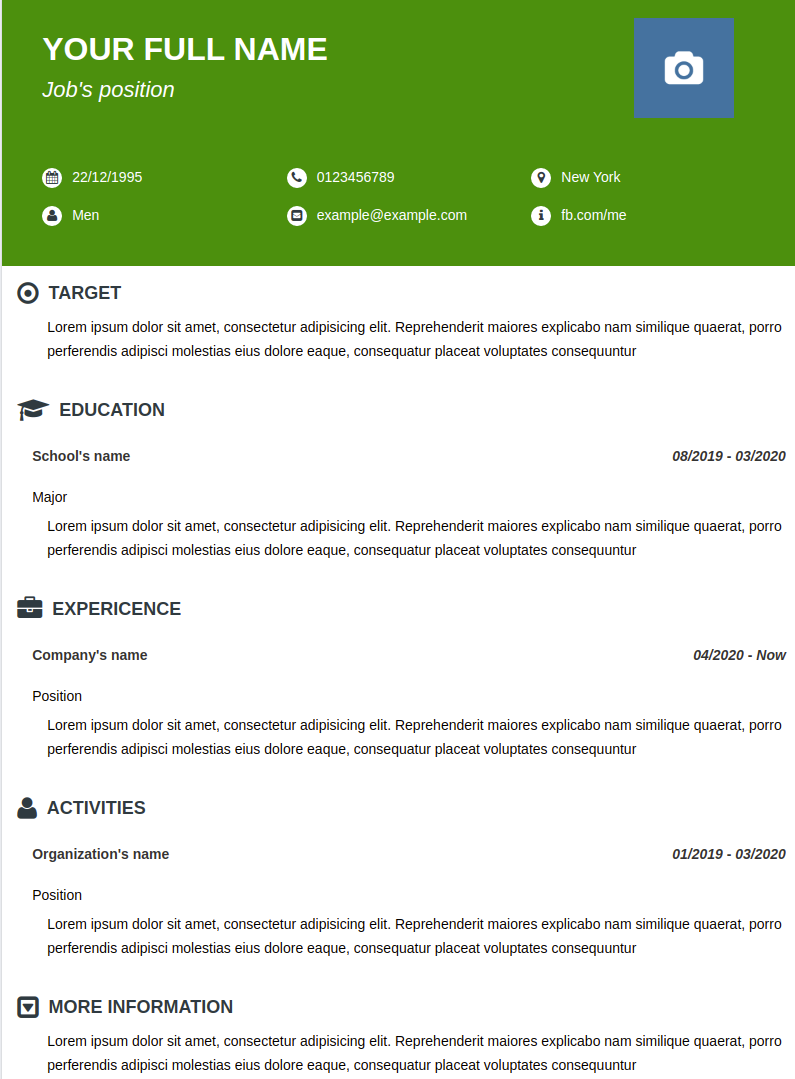 YOUR FULL NAME
Job's position
22/12/1995 0123456789 New York
Men example@example.com fb.com/me
TARGET
Lorem ipsum dolor sit amet, consectetur adipisicing elit. Reprehenderit maiores explicabo nam similique quaerat, porro
perferendis adipisci molestias eius dolore eaque, consequatur placeat voluptates consequuntur
EDUCATION
School's name 08/2019 - 03/2020
Major
Lorem ipsum dolor sit amet, consectetur adipisicing elit. Reprehenderit maiores explicabo nam similique quaerat, porro
perferendis adipisci molestias eius dolore eaque, consequatur placeat voluptates consequuntur
EXPERICENCE
Company's name 04/2020 - Now
Position
Lorem ipsum dolor sit amet, consectetur adipisicing elit. Reprehenderit maiores explicabo nam similique quaerat, porro
perferendis adipisci molestias eius dolore eaque, consequatur placeat voluptates consequuntur
ACTIVITIES
Organization's name 01/2019 - 03/2020
Position
Lorem ipsum dolor sit amet, consectetur adipisicing elit. Reprehenderit maiores explicabo nam similique quaerat, porro
perferendis adipisci molestias eius dolore eaque, consequatur placeat voluptates consequuntur
MORE INFORMATION
Lorem ipsum dolor sit amet, consectetur adipisicing elit. Reprehenderit maiores explicabo nam similique quaerat, porro
perferendis adipisci molestias eius dolore eaque, consequatur placeat voluptates consequuntur